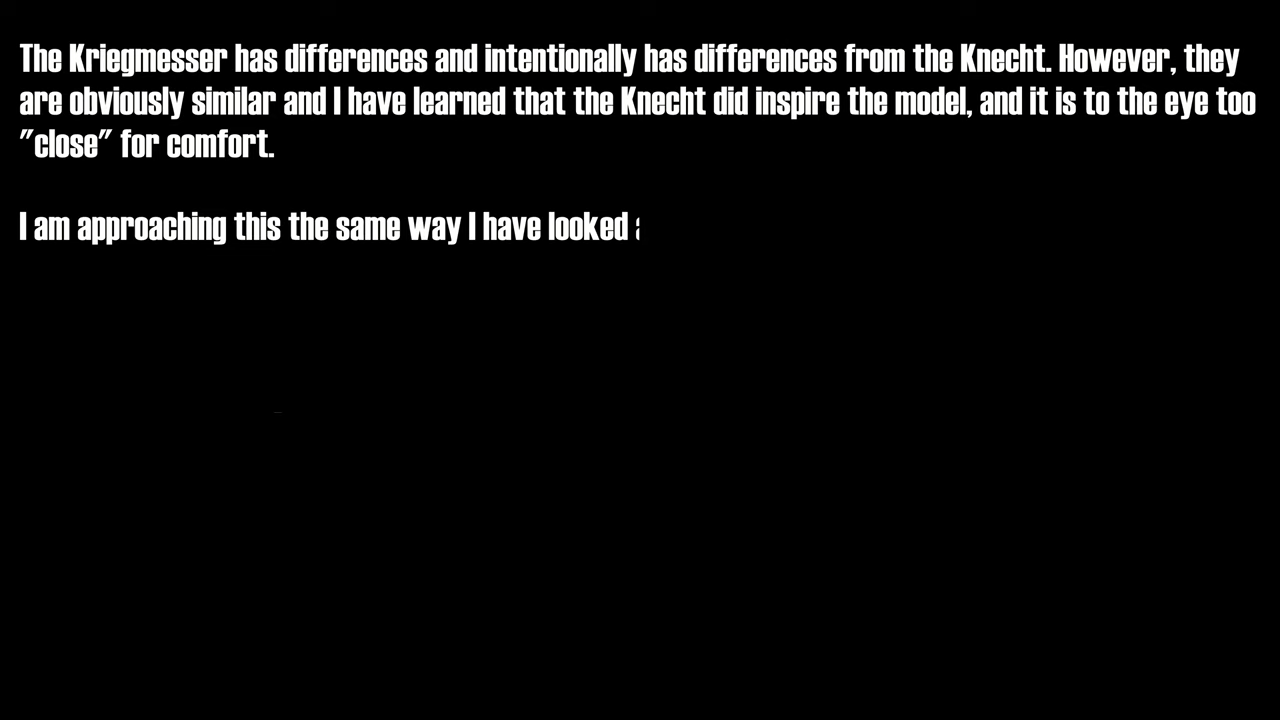 The Kriegmesser has differences and intentionally has differences from the Knecht. However, they
are obviously similar and I have learned that the Knecht did inspire the model, and it is to the eye too
"close" for comfort.
I am approaching this the same way I have looked